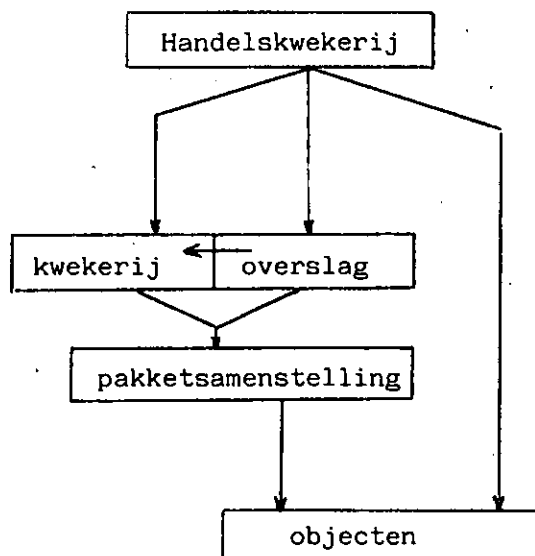 Handelskwekerij
kwekerij overslag
pakketsamenstelling
objecten